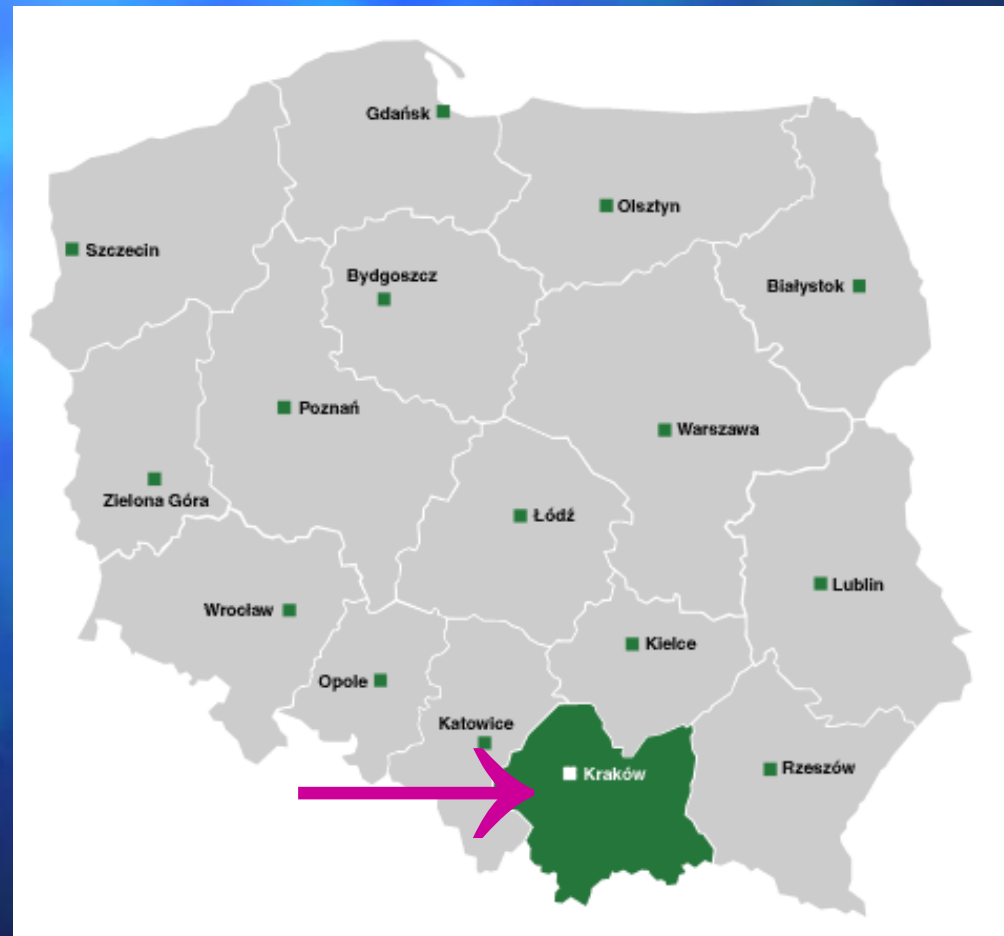 Gdańsk
Olsztyn
Szczecin
Bydgoszcz
Białystok
Poznań
Warszawa
Zielona Góra
Łódź
Lublin
Wrocław
Kielce
Opole
Katowice
Kraków
Rzeszów